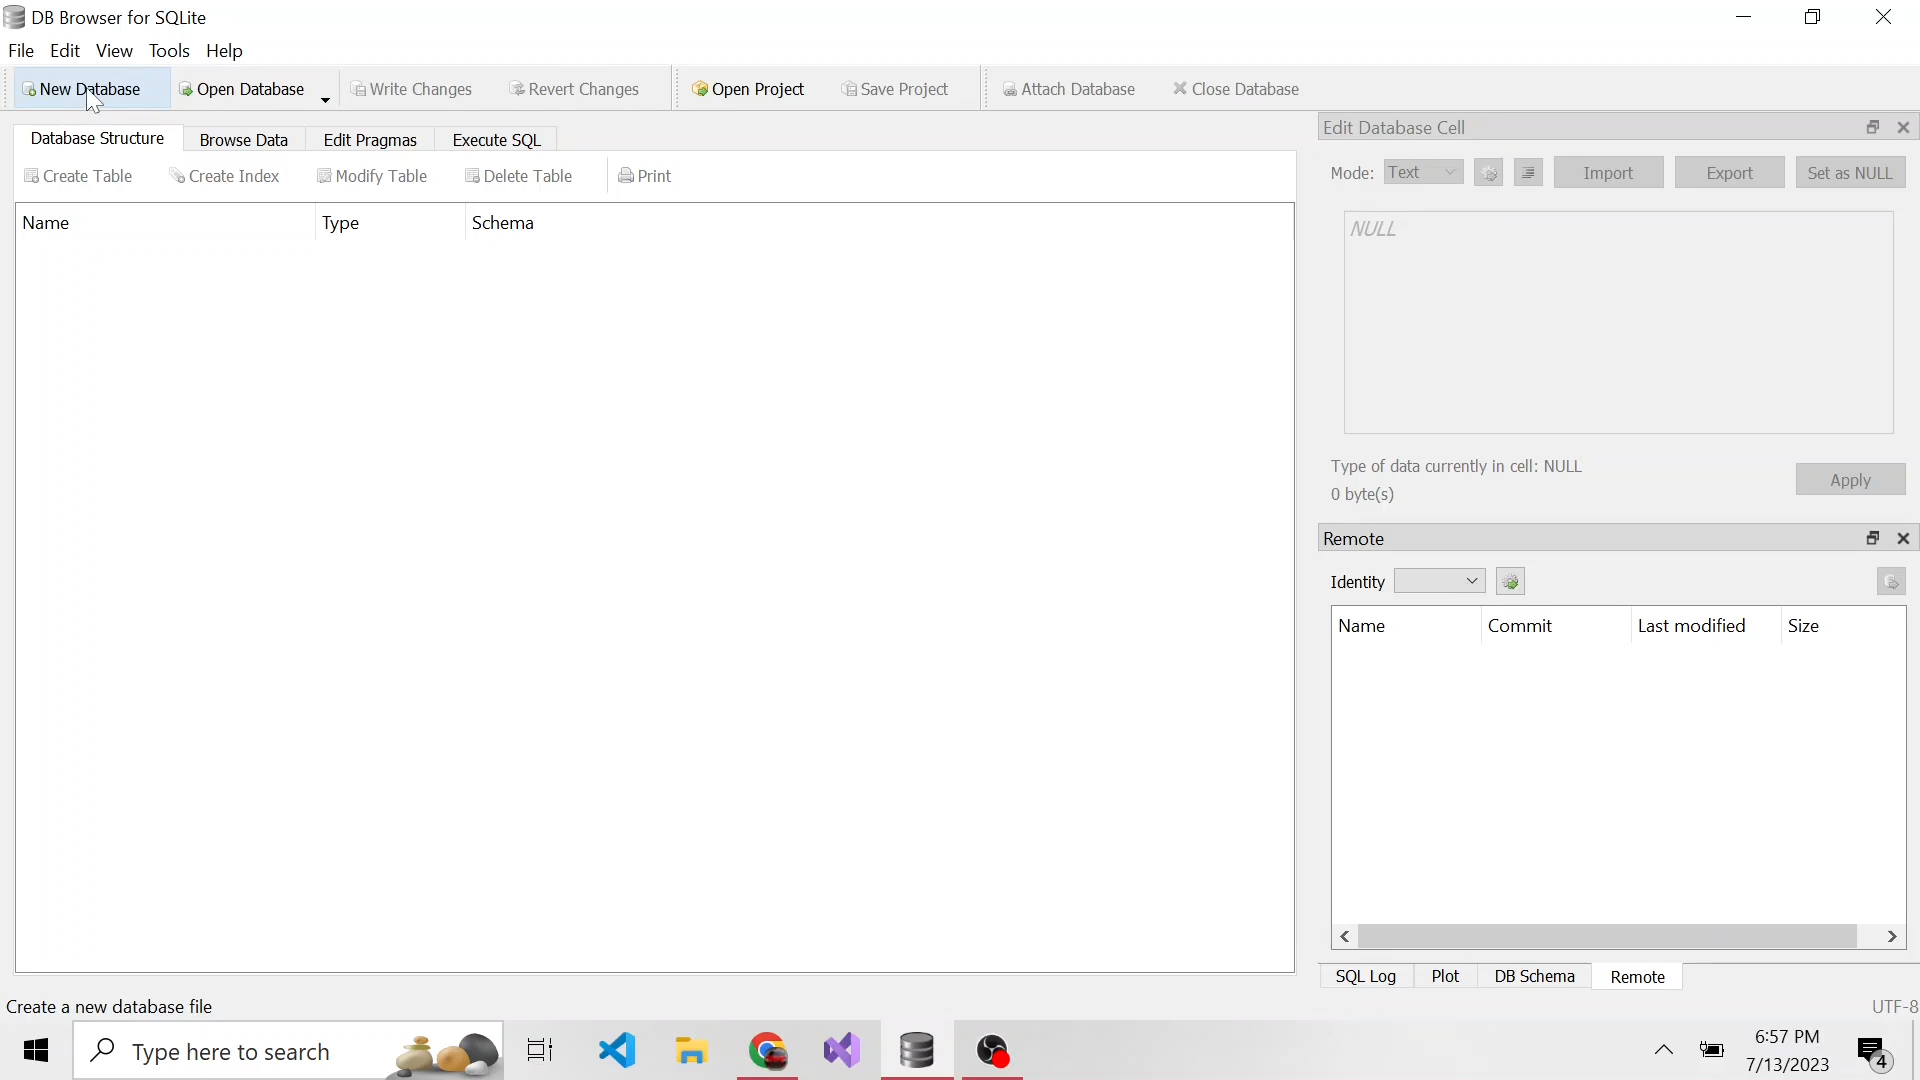 DB Browser for SQLite
File Edit View Tools Help
New Database Open Database Write Changes Revert Changes Open Project Save Project Attach Database Close Database
Database Structure Browse Data Edit Pragmas Execute SQL
Create Table Create Index Modify Table Delete Table Print
Name Type Schema
Edit Database Cell
Mode: Text Import Export Set as NULL
NULL
Type of data currently in cell: NULL
0 byte(s)
Apply
Remote
Identity
Name Commit Last modified Size
SQL Log Plot DB Schema Remote
Create a new database file
UTF-8
Type here to search
6:57 PM
7/13/2023
4